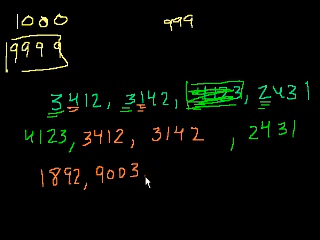 1000 999
9999
3412, 3142, 2431
4123, 3412, 3142, 2431
1892, 9003